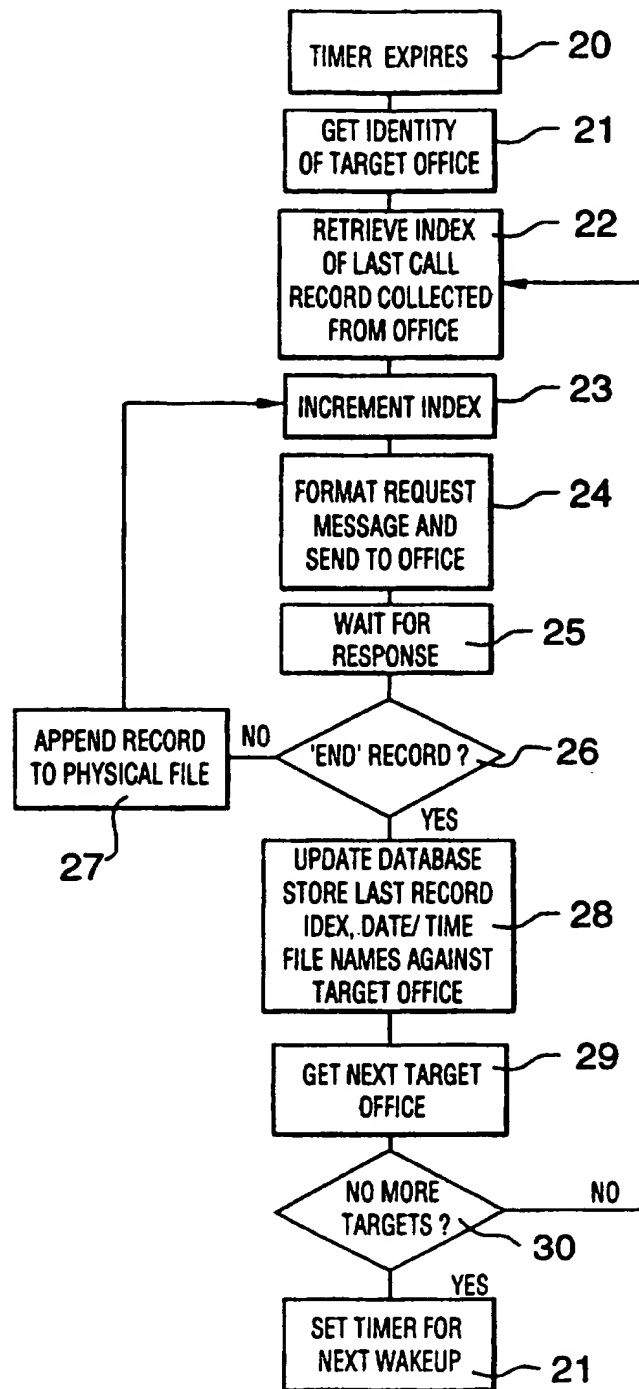 TIMER EXPIRES
20
GET IDENTITY
OF TARGET OFFICE
21
RETRIEVE INDEX
OF LAST CALL
RECORD COLLECTED
FROM OFFICE
22
INCREMENT INDEX
23
FORMAT REQUEST
MESSAGE AND
SEND TO OFFICE
24
WAIT FOR
RESPONSE
25
'END' RECORD ?
26
NO
APPEND RECORD
TO PHYSICAL FILE
27
YES
UPDATE DATABASE
STORE LAST RECORD
IDEX, DATE/ TIME
FILE NAMES AGAINST
TARGET OFFICE
28
GET NEXT TARGET
OFFICE
29
NO MORE
TARGETS ?
30
NO
YES
SET TIMER FOR
NEXT WAKEUP
21